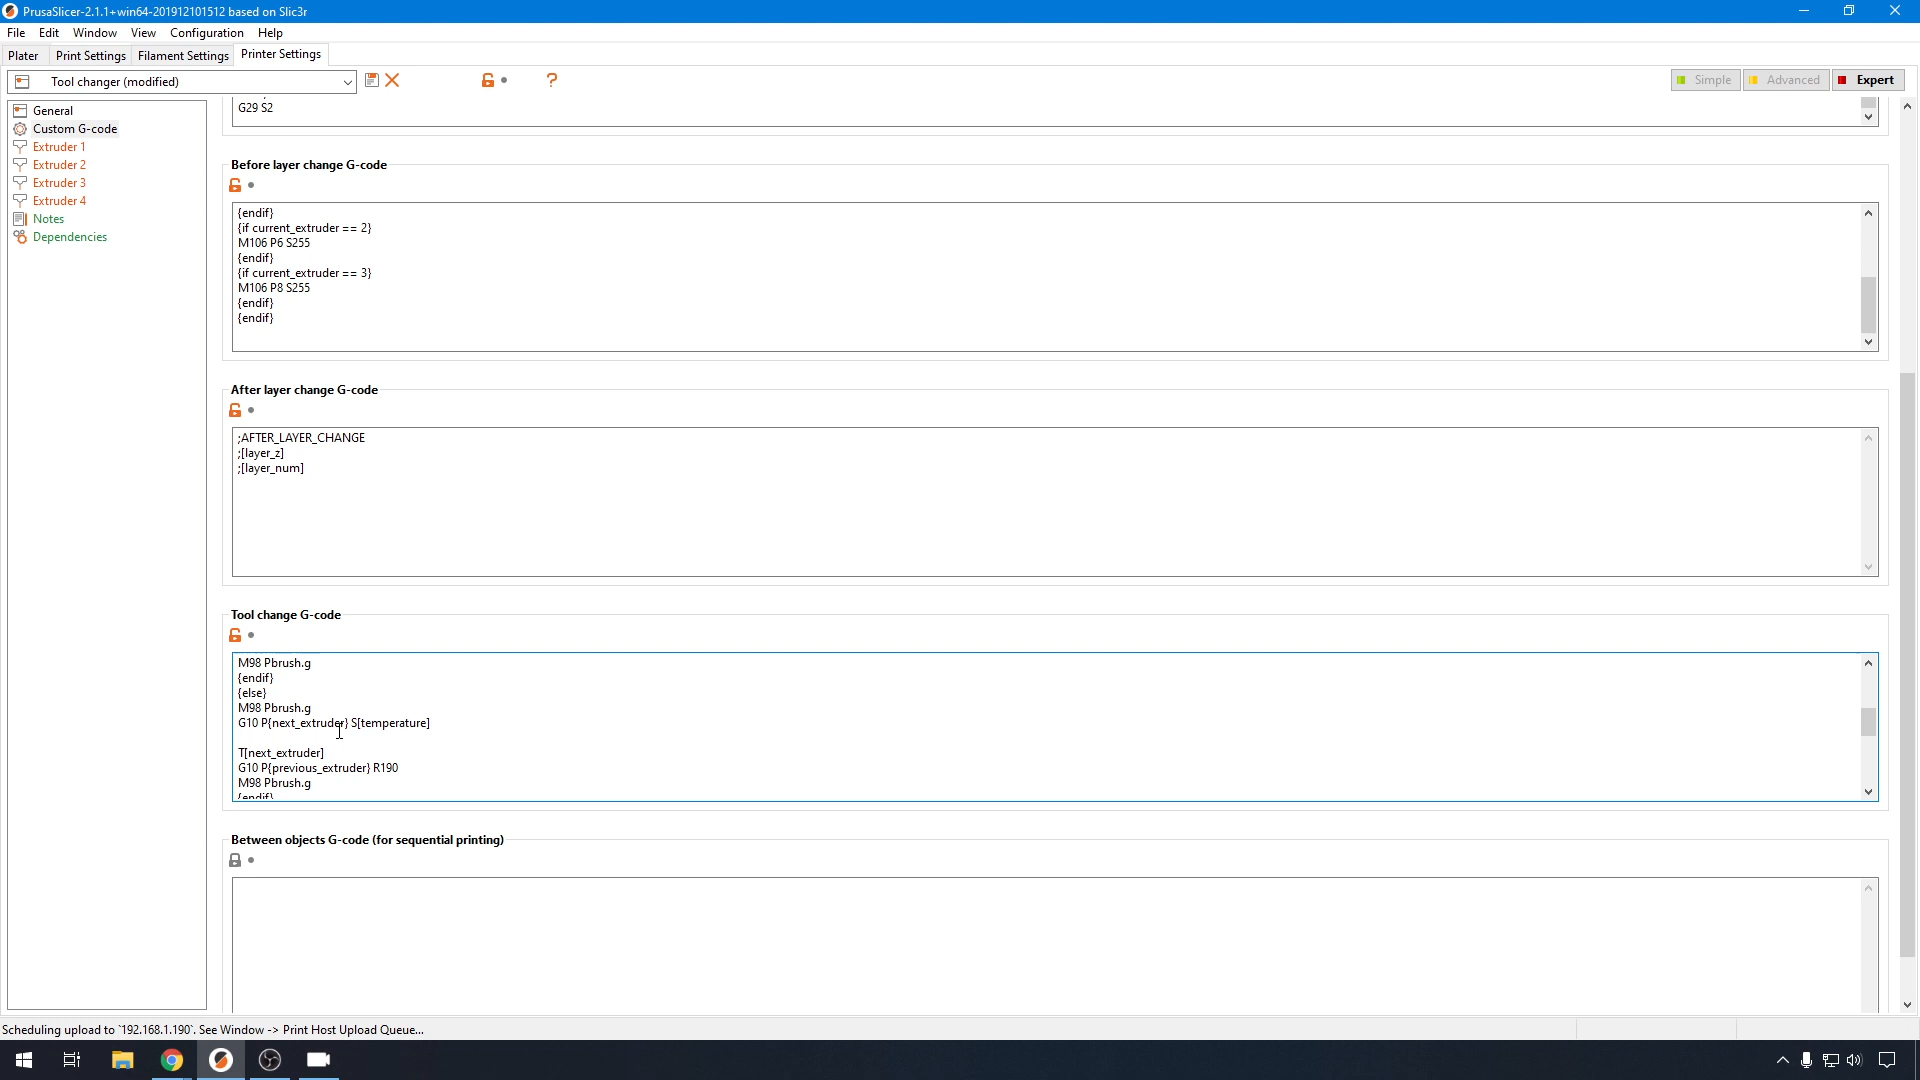 PrusaSlicer-2.1.1+win64-201912101512 based on Slic3r
File Edit Window View Configuration Help
Plater Print Settings Filament Settings Printer Settings
Tool changer (modified)
?
Simple Advanced Expert
General
Custom G-code
Extruder 1
Extruder 2
Extruder 3
Extruder 4
Notes
Dependencies
G29 S2
Before layer change G-code
{endif}
{if current_extruder == 2}
M106 P6 S255
{endif}
{if current_extruder == 3}
M106 P8 S255
{endif}
{endif}
After layer change G-code
;AFTER_LAYER_CHANGE
;[layer_z]
;[layer_num]
Tool change G-code
M98 Pbrush.g
{endif}
{else}
M98 Pbrush.g
G10 P{next_extruder} S[temperature]
T[next_extruder]
G10 P{previous_extruder} R190
M98 Pbrush.g
{endif}
Between objects G-code (for sequential printing)
Scheduling upload to `192.168.1.190`. See Window -> Print Host Upload Queue...